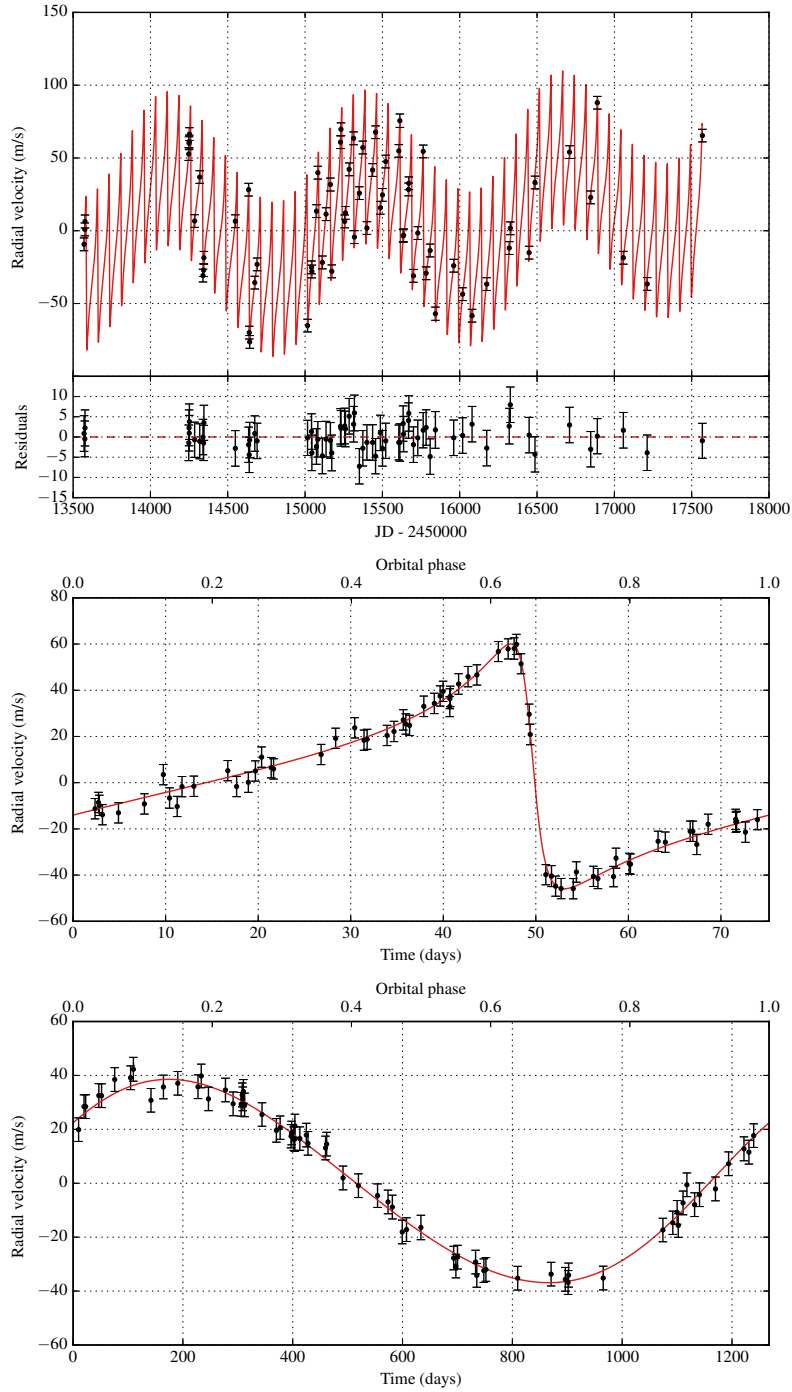 150
100
50
0
−50
Radial velocity (m/s)
10
5
0
−5
−10
−15
Residuals
13500 14000 14500 15000 15500 16000 16500 17000 17500 18000
JD - 2450000
Orbital phase
0.0 0.2 0.4 0.6 0.8 1.0
80
60
40
20
0
−20
−40
−60
Radial velocity (m/s)
0 10 20 30 40 50 60 70
Time (days)
Orbital phase
0.0 0.2 0.4 0.6 0.8 1.0
60
40
20
0
−20
−40
−60
Radial velocity (m/s)
0 200 400 600 800 1000 1200
Time (days)